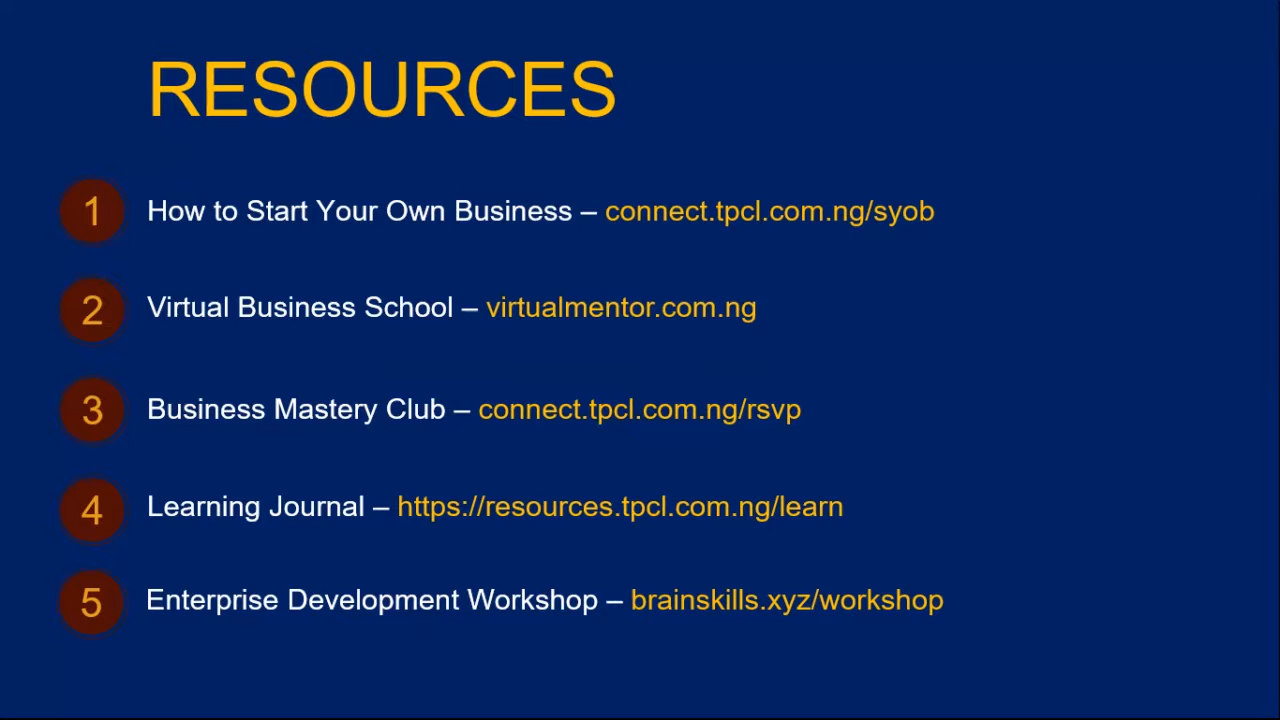 RESOURCES
1 How to Start Your Own Business – connect.tpcl.com.ng/syob
2 Virtual Business School – virtualmentor.com.ng
3 Business Mastery Club – connect.tpcl.com.ng/rsvp
4 Learning Journal – https://resources.tpcl.com.ng/learn
5 Enterprise Development Workshop – brainskills.xyz/workshop